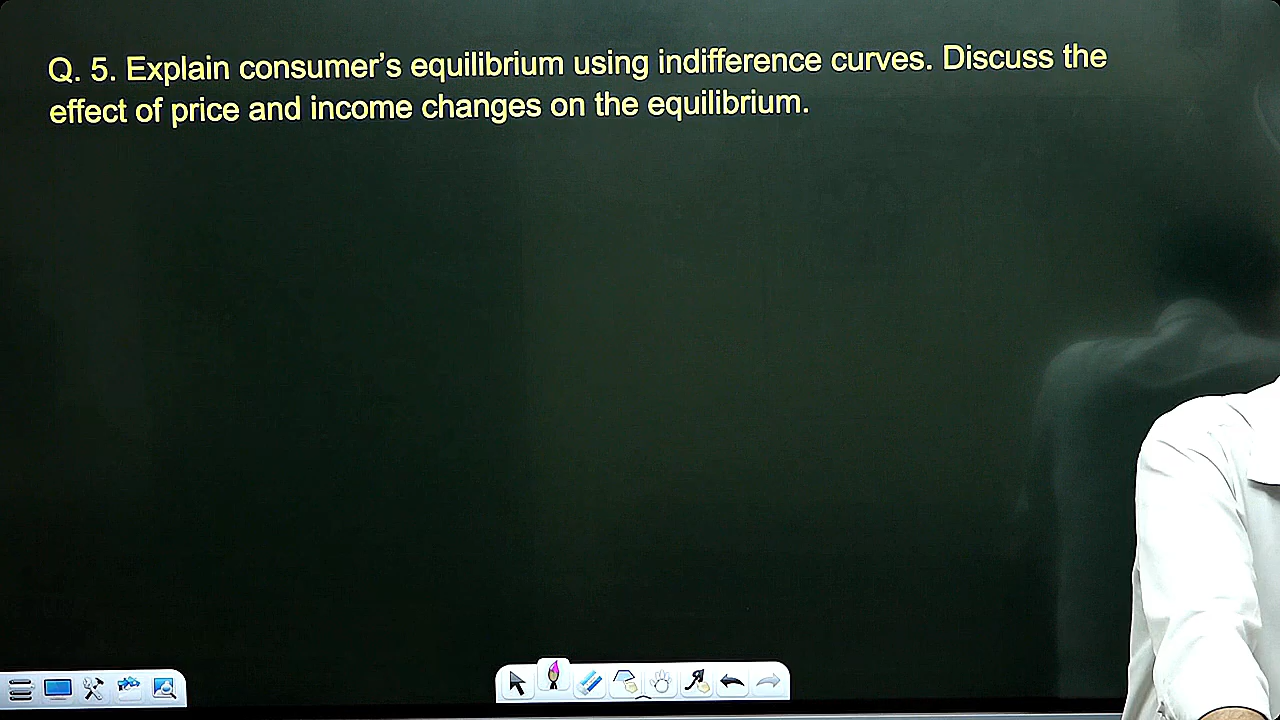 Q. 5. Explain consumer’s equilibrium using indifference curves. Discuss the
effect of price and income changes on the equilibrium.